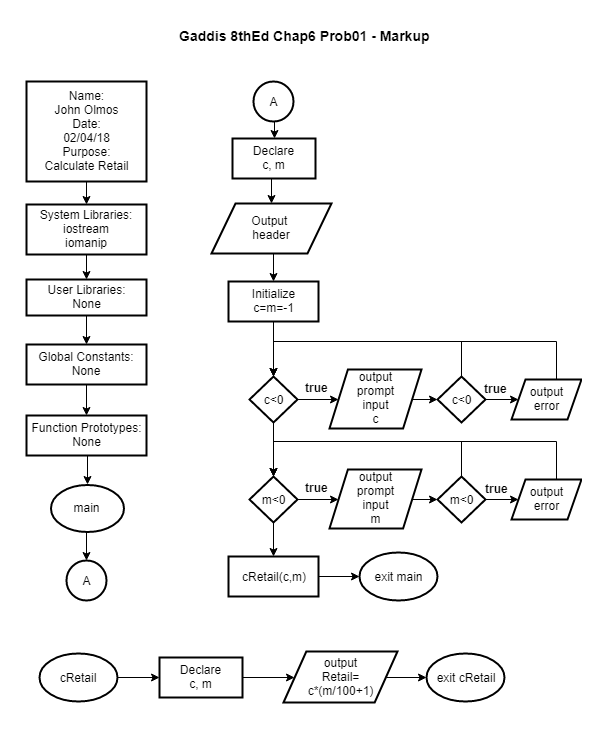 Gaddis 8thEd Chap6 Prob01 - Markup
Name:
John Olmos
Date:
02/04/18
Purpose:
Calculate Retail
System Libraries:
iostream
iomanip
User Libraries:
None
Global Constants:
None
Function Prototypes:
None
main
A
A
Declare
c, m
Output
header
Initialize
c=m=-1
c<0
true
output
prompt
input
c
c<0
true
output
error
m<0
true
output
prompt
input
m
m<0
true
output
error
cRetail(c,m)
exit main
cRetail
Declare
c, m
output
Retail=
c*(m/100+1)
exit cRetail